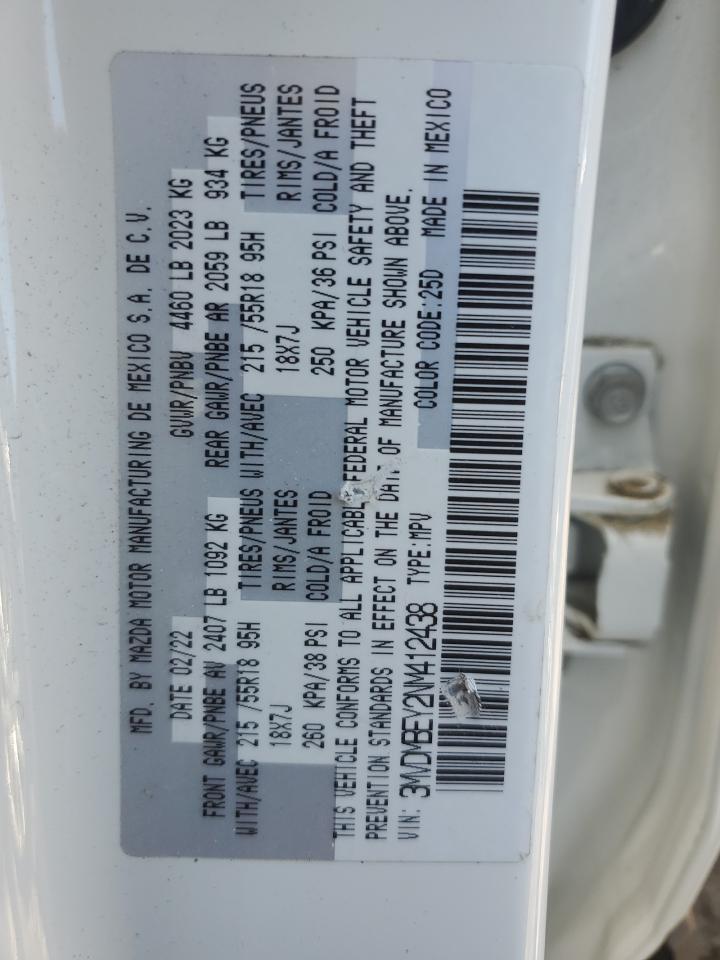 MFD. BY MAZDA MOTOR MANUFACTURING DE MEXICO S.A. DE C.V.
DATE 02/22 GVWR/PNBV 4460 LB 2023 KG
FRONT GAWR/PNBE AV 2407 LB 1092 KG REAR GAWR/PNBE AR 2059 LB 934 KG
WITH/AVEC 215 /55R18 95H TIRES/PNEUS WITH/AVEC 215 /55R18 95H TIRES/PNEUS
18X7J RIMS/JANTES 18X7J RIMS/JANTES
260 KPA/38 PSI COLD/A FROID 250 KPA/36 PSI COLD/A FROID
THIS VEHICLE CONFORMS TO ALL APPLICABLE FEDERAL MOTOR VEHICLE SAFETY AND THEFT
PREVENTION STANDARDS IN EFFECT ON THE DATE OF MANUFACTURE SHOWN ABOVE.
VIN: 3MVDMBEY2NM412438 TYPE:MPV COLOR CODE:25D MADE IN MEXICO